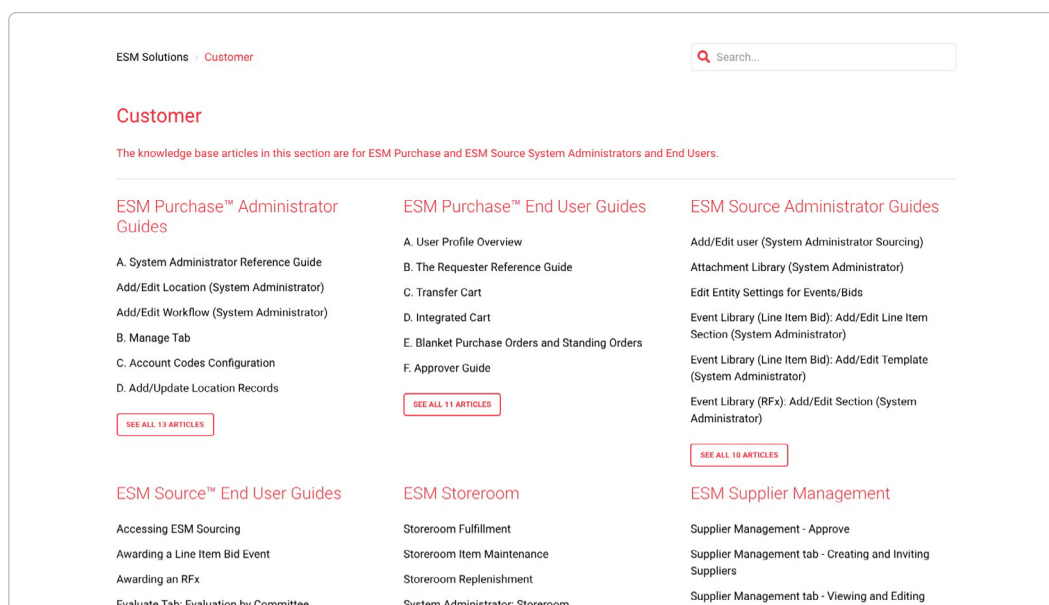 ESM Solutions › Customer
Search...
Customer
The knowledge base articles in this section are for ESM Purchase and ESM Source System Administrators and End Users.
ESM Purchase™ Administrator
Guides
A. System Administrator Reference Guide
Add/Edit Location (System Administrator)
Add/Edit Workflow (System Administrator)
B. Manage Tab
C. Account Codes Configuration
D. Add/Update Location Records
SEE ALL 13 ARTICLES
ESM Purchase™ End User Guides
A. User Profile Overview
B. The Requester Reference Guide
C. Transfer Cart
D. Integrated Cart
E. Blanket Purchase Orders and Standing Orders
F. Approver Guide
SEE ALL 11 ARTICLES
ESM Source Administrator Guides
Add/Edit user (System Administrator Sourcing)
Attachment Library (System Administrator)
Edit Entity Settings for Events/Bids
Event Library (Line Item Bid): Add/Edit Line Item
Section (System Administrator)
Event Library (Line Item Bid): Add/Edit Template
(System Administrator)
Event Library (RFx): Add/Edit Section (System
Administrator)
SEE ALL 10 ARTICLES
ESM Source™ End User Guides
Accessing ESM Sourcing
Awarding a Line Item Bid Event
Awarding an RFx
Evaluate Tab: Evaluation by Committee
ESM Storeroom
Storeroom Fulfillment
Storeroom Item Maintenance
Storeroom Replenishment
System Administrator: Storeroom
ESM Supplier Management
Supplier Management - Approve
Supplier Management tab - Creating and Inviting
Suppliers
Supplier Management tab - Viewing and Editing